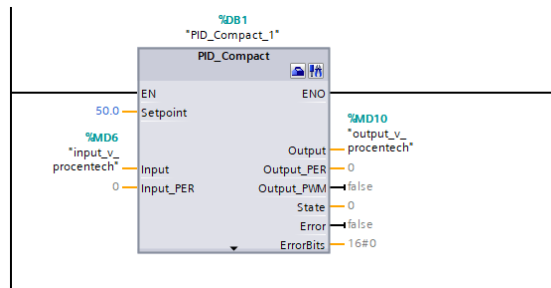 %DB1
"PID_Compact_1"
PID_Compact
EN
ENO
50.0
Setpoint
%MD6
"input_v_
procentech"
Input
0
Input_PER
%MD10
"output_v_
procentech"
Output
Output_PER
0
Output_PWM
false
State
0
Error
false
ErrorBits
16#0